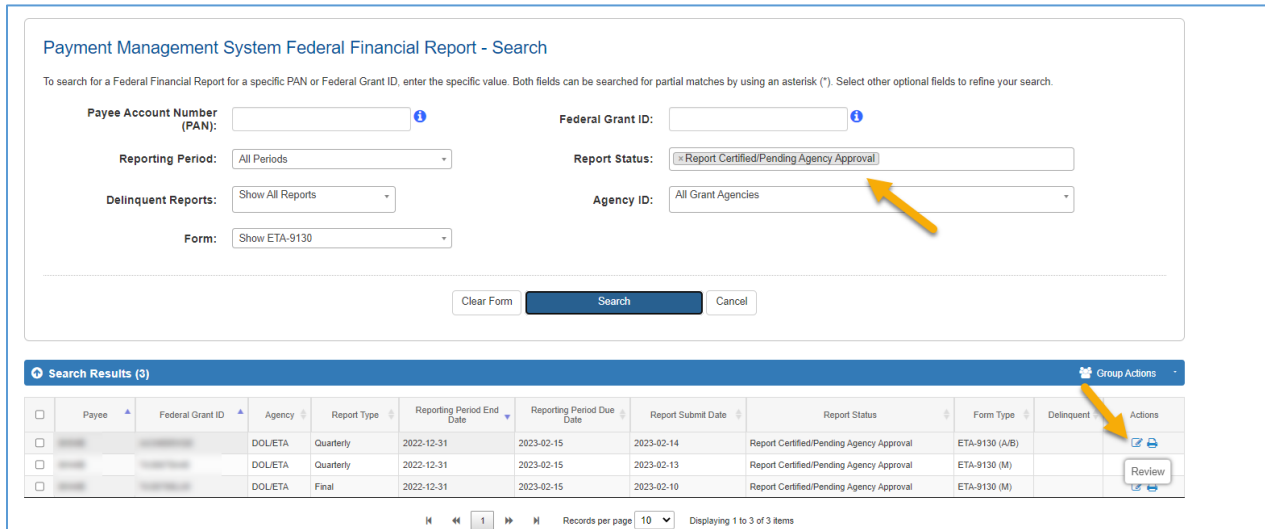 Payment Management System Federal Financial Report - Search
To search for a Federal Financial Report for a specific PAN or Federal Grant ID, enter the specific value. Both fields can be searched for partial matches by using an asterisk (*). Select other optional fields to refine your search.
Payee Account Number (PAN):
Federal Grant ID:
Reporting Period: All Periods
Report Status: ×Report Certified/Pending Agency Approval
Delinquent Reports: Show All Reports
Agency ID: All Grant Agencies
Form: Show ETA-9130
Clear Form Search Cancel
Search Results (3) Group Actions
Payee Federal Grant ID Agency Report Type Reporting Period End Date Reporting Period Due Date Report Submit Date Report Status Form Type Delinquent Actions
DOL/ETA Quarterly 2022-12-31 2023-02-15 2023-02-14 Report Certified/Pending Agency Approval ETA-9130 (A/B)
DOL/ETA Quarterly 2022-12-31 2023-02-15 2023-02-13 Report Certified/Pending Agency Approval ETA-9130 (M)
Review
DOL/ETA Final 2022-12-31 2023-02-15 2023-02-10 Report Certified/Pending Agency Approval ETA-9130 (M)
1 Records per page 10 Displaying 1 to 3 of 3 items